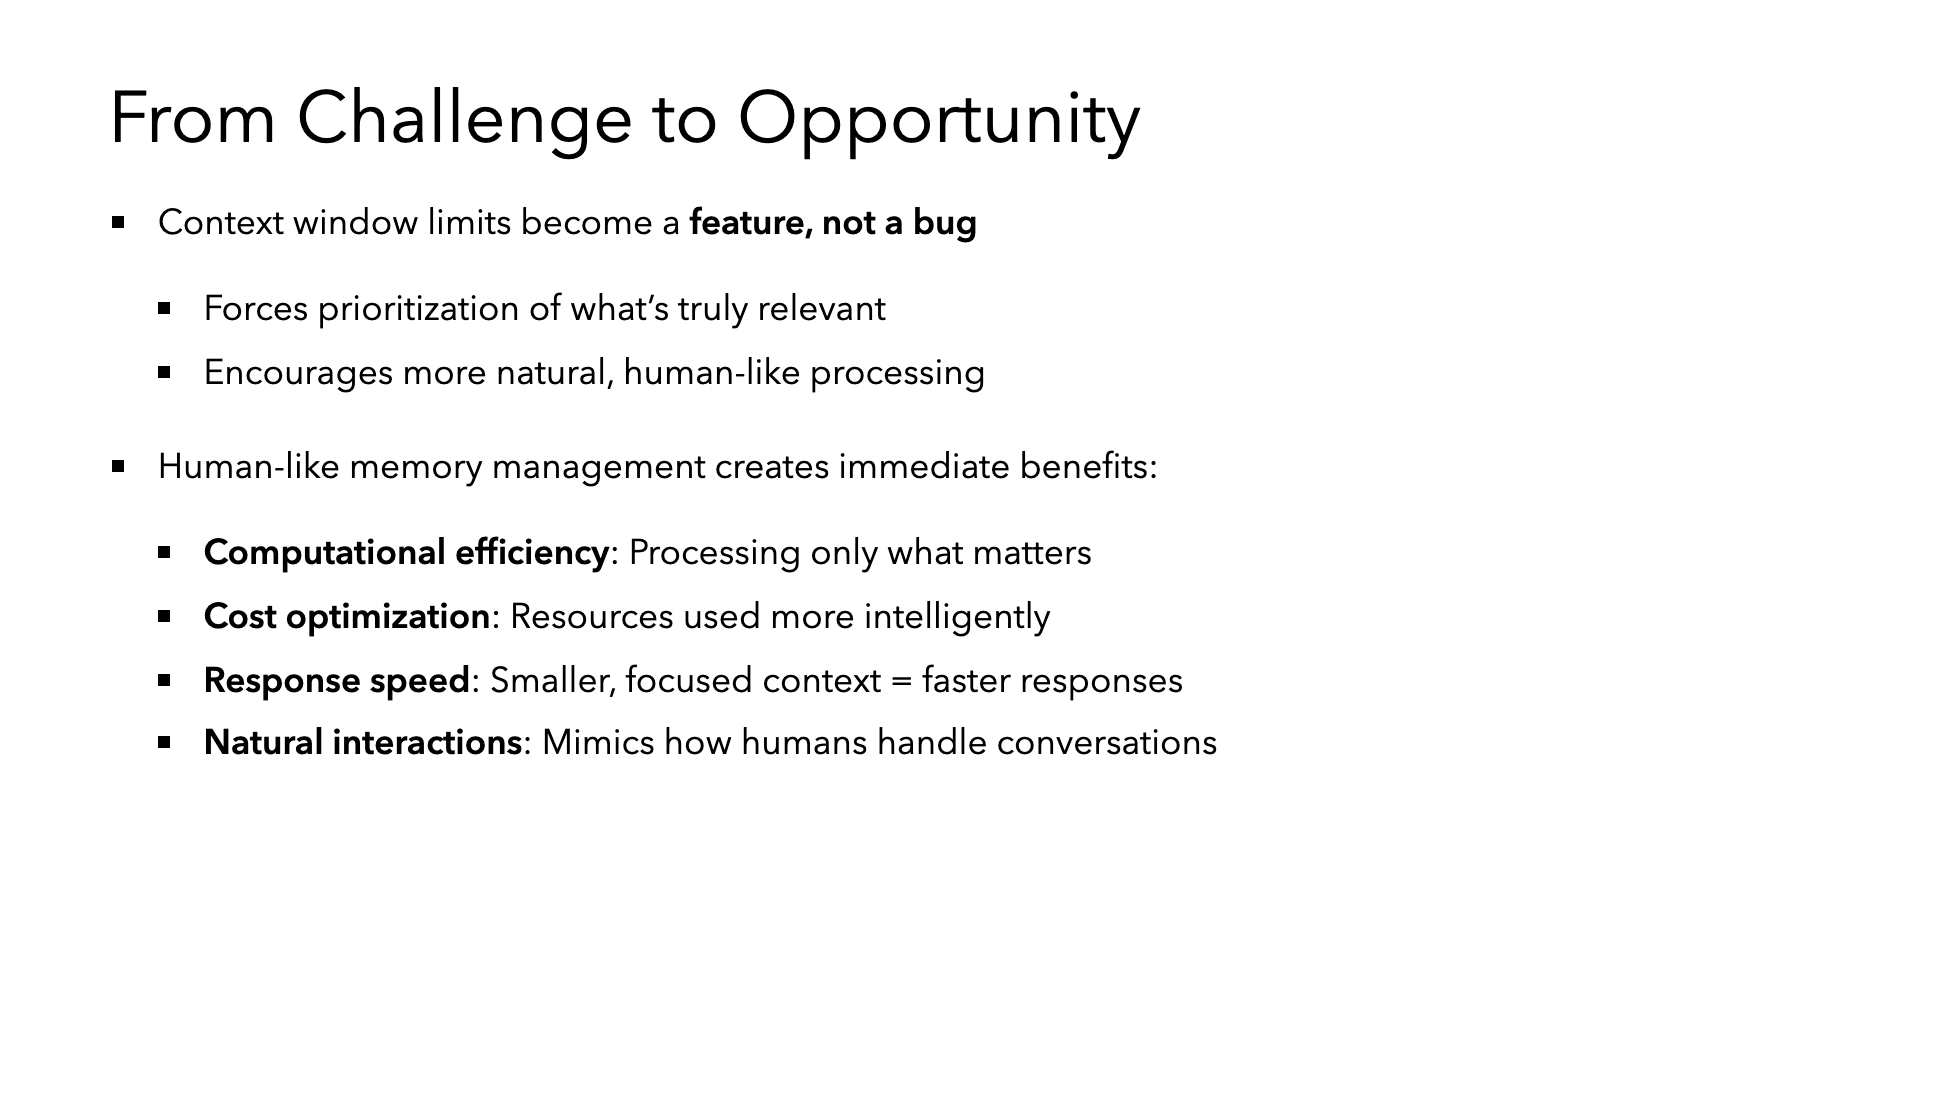 From Challenge to Opportunity
▪ Context window limits become a feature, not a bug
▪ Forces prioritization of what’s truly relevant
▪ Encourages more natural, human-like processing
▪ Human-like memory management creates immediate benefits:
▪ Computational efficiency: Processing only what matters
▪ Cost optimization: Resources used more intelligently
▪ Response speed: Smaller, focused context = faster responses
▪ Natural interactions: Mimics how humans handle conversations